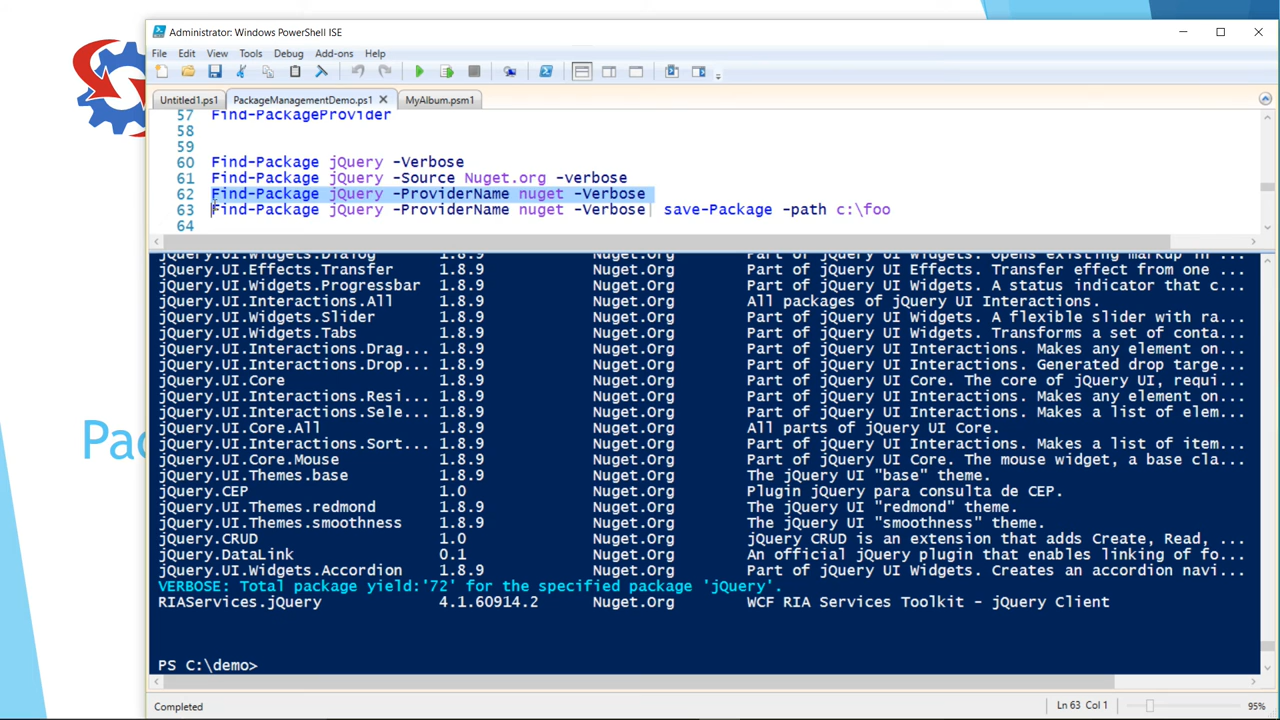 Administrator: Windows PowerShell ISE
File Edit View Tools Debug Add-ons Help
Untitled1.ps1 PackageManagementDemo.ps1 MyAlbum.psm1
57 Find-PackageProvider
58
59
60 Find-Package jQuery -Verbose
61 Find-Package jQuery -Source Nuget.org -verbose
62 Find-Package jQuery -ProviderName nuget -Verbose
63 Find-Package jQuery -ProviderName nuget -Verbose| save-Package -path c:\foo
64
jQuery.UI.Widgets.Dialog 1.8.9 Nuget.Org Part of jQuery UI Widgets. Opens existing markup in ...
jQuery.UI.Effects.Transfer 1.8.9 Nuget.Org Part of jQuery UI Effects. Transfer effect from one ...
jQuery.UI.Widgets.Progressbar 1.8.9 Nuget.Org Part of jQuery UI Widgets. A status indicator that c...
jQuery.UI.Interactions.All 1.8.9 Nuget.Org All packages of jQuery UI Interactions.
jQuery.UI.Widgets.Slider 1.8.9 Nuget.Org Part of jQuery UI Widgets. A flexible slider with ra...
jQuery.UI.Widgets.Tabs 1.8.9 Nuget.Org Part of jQuery UI Widgets. Transforms a set of conta...
jQuery.UI.Interactions.Drag... 1.8.9 Nuget.Org Part of jQuery UI Interactions. Makes any element on...
jQuery.UI.Interactions.Drop... 1.8.9 Nuget.Org Part of jQuery UI Interactions. Generated drop targe...
jQuery.UI.Core 1.8.9 Nuget.Org Part of jQuery UI Core. The core of jQuery UI, requi...
jQuery.UI.Interactions.Resi... 1.8.9 Nuget.Org Part of jQuery UI Interactions. Makes any element on...
jQuery.UI.Interactions.Sele... 1.8.9 Nuget.Org Part of jQuery UI Interactions. Makes a list of elem...
jQuery.UI.Core.All 1.8.9 Nuget.Org All parts of jQuery UI Core.
jQuery.UI.Interactions.Sort... 1.8.9 Nuget.Org Part of jQuery UI Interactions. Makes a list of item...
jQuery.UI.Core.Mouse 1.8.9 Nuget.Org Part of jQuery UI Core. The mouse widget, a base cla...
jQuery.UI.Themes.base 1.8.9 Nuget.Org The jQuery UI "base" theme.
jQuery.CEP 1.0 Nuget.Org Plugin jQuery para consulta de CEP.
jQuery.UI.Themes.redmond 1.8.9 Nuget.Org The jQuery UI "redmond" theme.
jQuery.UI.Themes.smoothness 1.8.9 Nuget.Org The jQuery UI "smoothness" theme.
jQuery.CRUD 1.0 Nuget.Org jQuery CRUD is an extension that adds Create, Read, ...
jQuery.DataLink 0.1 Nuget.Org An official jQuery plugin that enables linking of fo...
jQuery.UI.Widgets.Accordion 1.8.9 Nuget.Org Part of jQuery UI Widgets. Creates an accordion navi...
VERBOSE: Total package yield:'72' for the specified package 'jQuery'.
RIAServices.jQuery 4.1.60914.2 Nuget.Org WCF RIA Services Toolkit - jQuery Client
PS C:\demo>
Completed Ln 63 Col 1 95%